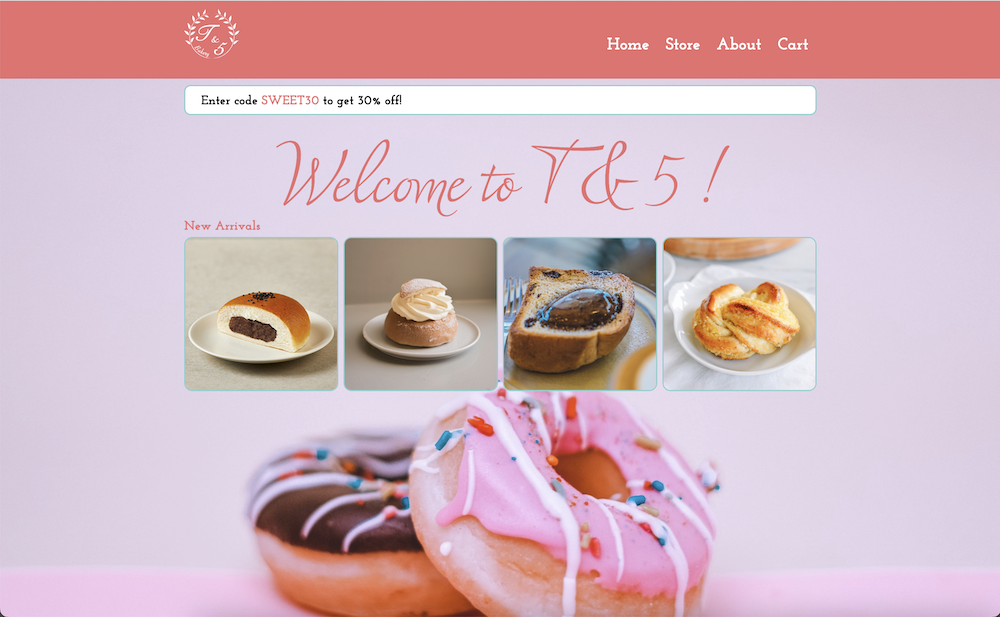 T & 5
Bakery
Home Store About Cart
Enter code SWEET30 to get 30% off!
Welcome to T & 5 !
New Arrivals